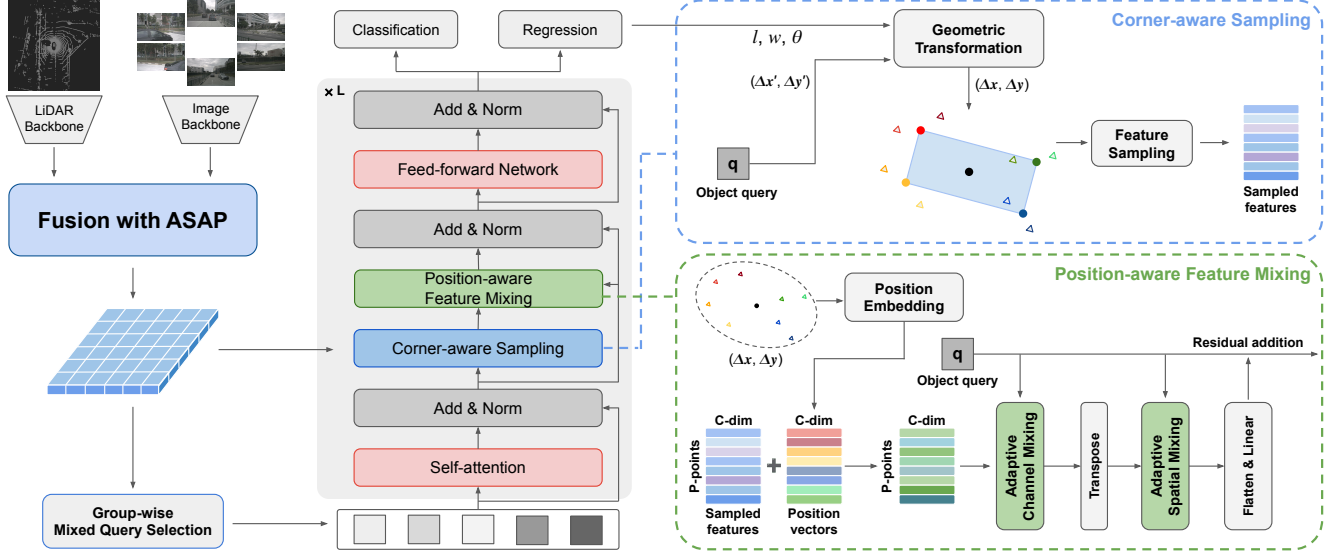 LiDAR
Backbone
Image
Backbone
Fusion with ASAP
Group-wise
Mixed Query Selection
Classification
Regression
× L
Add & Norm
Feed-forward Network
Add & Norm
Position-aware
Feature Mixing
Corner-aware Sampling
Add & Norm
Self-attention
Corner-aware Sampling
l, w, θ
Geometric
Transformation
(Δx′, Δy′)
(Δx, Δy)
q
Object query
Feature
Sampling
Sampled
features
Position-aware Feature Mixing
Position
Embedding
(Δx, Δy)
q
Object query
Residual addition
C-dim
P-points
Sampled
features
+
C-dim
Position
vectors
C-dim
P-points
Adaptive
Channel Mixing
Transpose
Adaptive
Spatial Mixing
Flatten & Linear